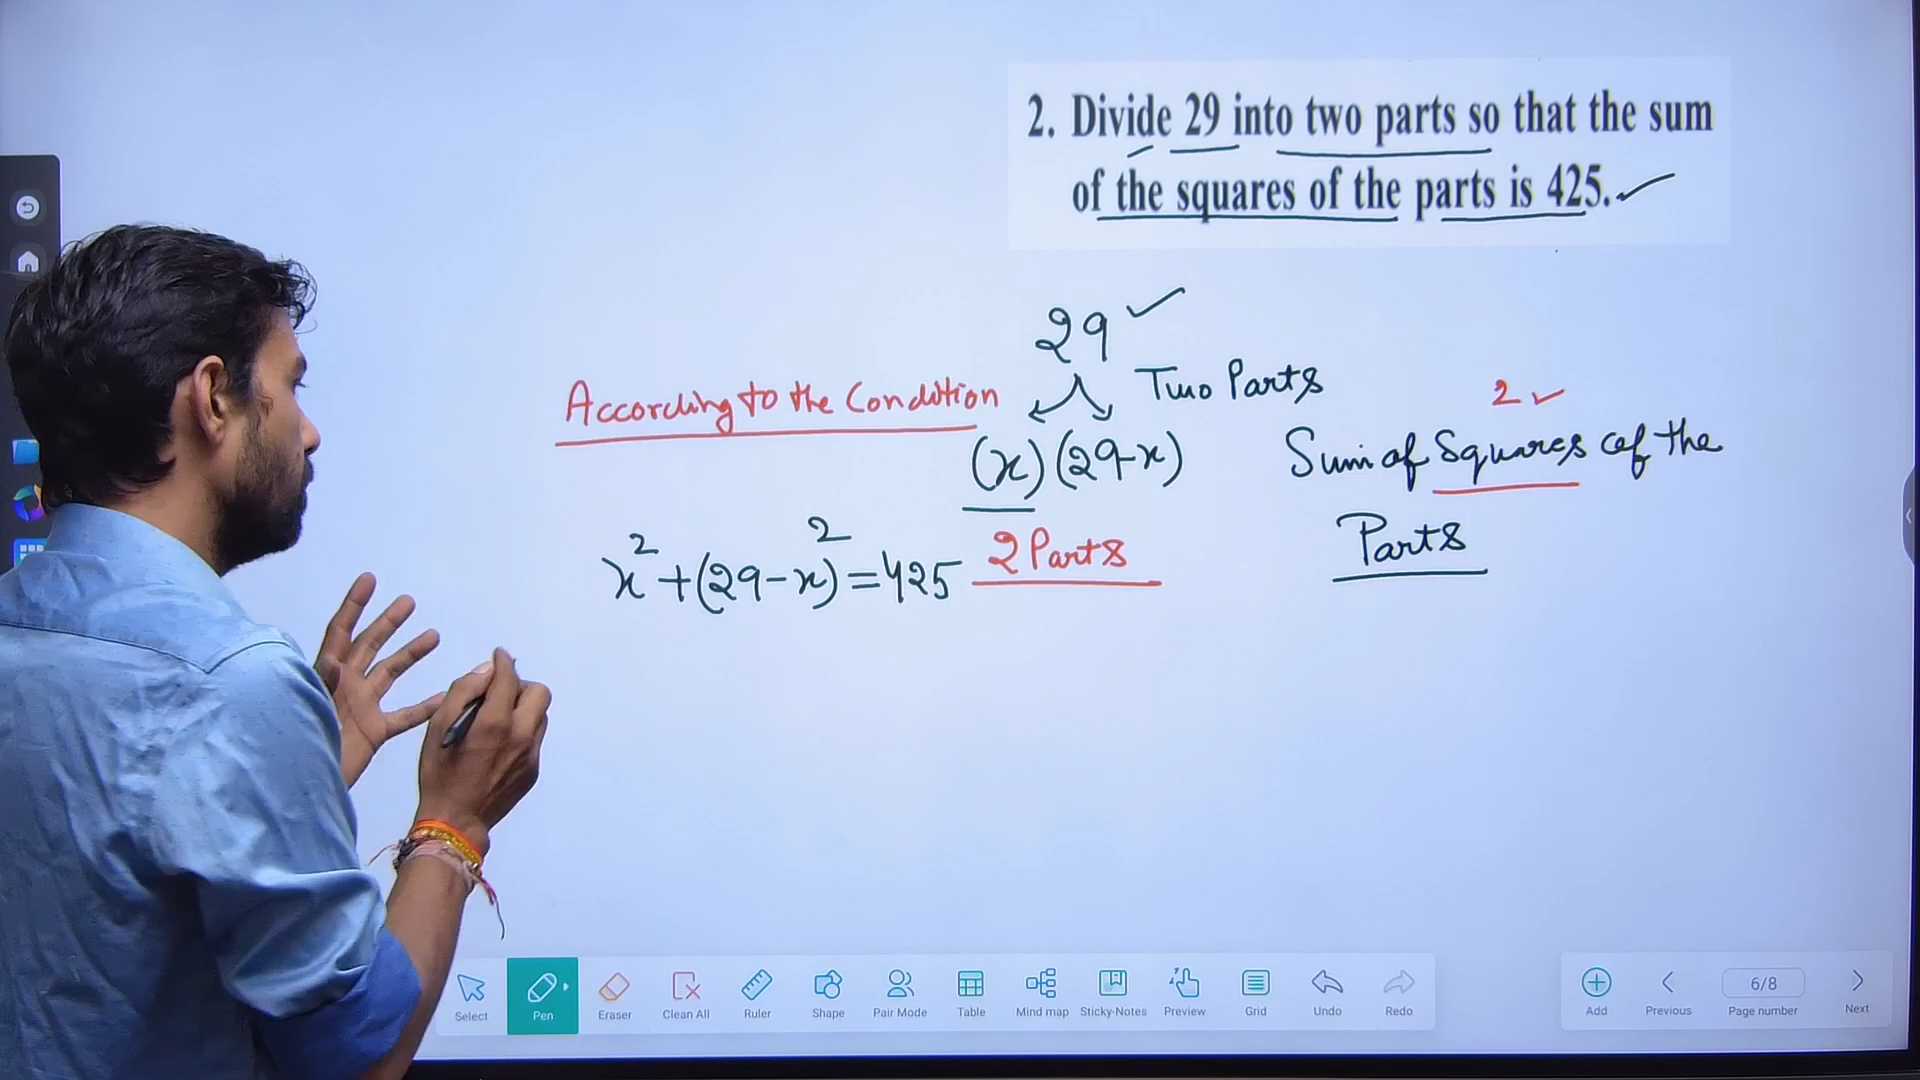 2. Divide 29 into two parts so that the sum
of the squares of the parts is 425.
29
Two Parts
According to the Condition
(x) (29-x)
2
Sum of Squares of the
Parts
2 Parts
x² + (29-x)² = 425
Select
Pen
Eraser
Clean All
Ruler
Shape
Pair Mode
Table
Mind map
Sticky-Notes
Preview
Grid
Undo
Redo
Add
Previous
6/8
Page number
Next